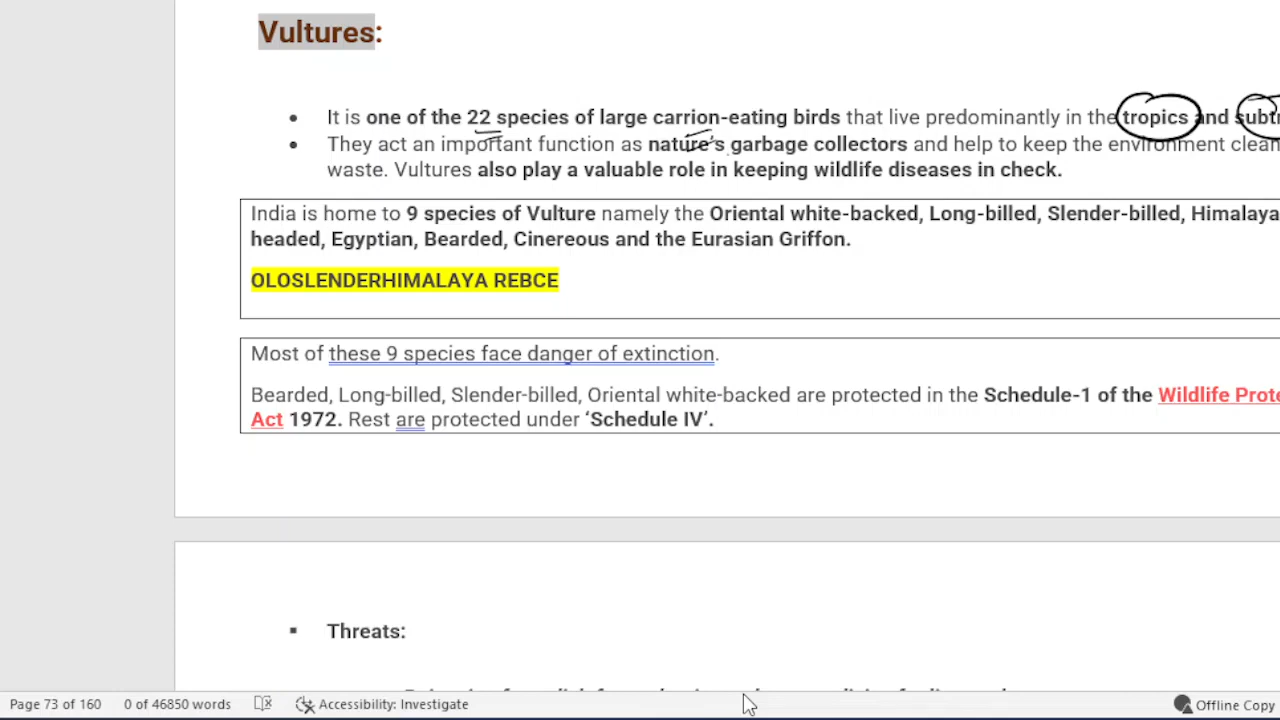 Vultures:
• It is one of the 22 species of large carrion-eating birds that live predominantly in the tropics and
• They act an important function as nature's garbage collectors and help to keep the environment clean
waste. Vultures also play a valuable role in keeping wildlife diseases in check.
India is home to 9 species of Vulture namely the Oriental white-backed, Long-billed, Slender-billed, Himalaya
headed, Egyptian, Bearded, Cinereous and the Eurasian Griffon.
OLOSLENDERHIMALAYA REBCE
Most of these 9 species face danger of extinction.
Bearded, Long-billed, Slender-billed, Oriental white-backed are protected in the Schedule-1 of the Wildlife Prote
Act 1972. Rest are protected under ‘Schedule IV’.
▪ Threats:
Page 73 of 160 0 of 46850 words Accessibility: Investigate Offline Copy